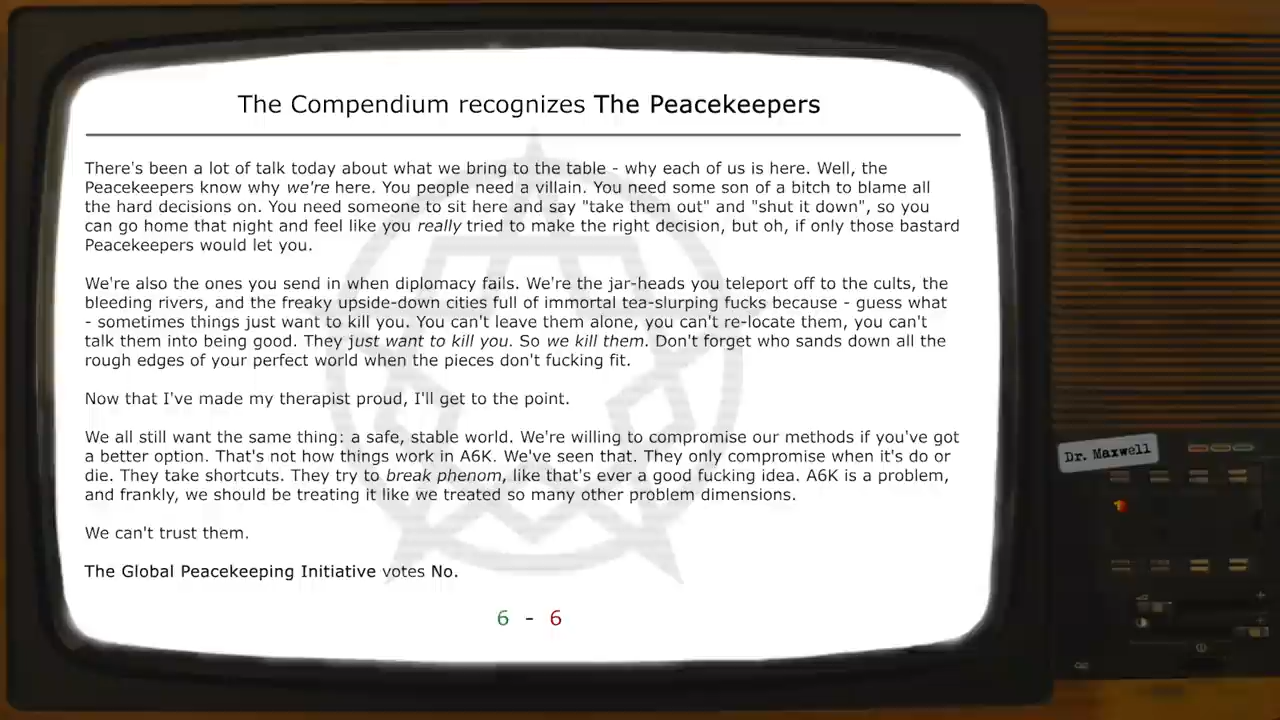 The Compendium recognizes The Peacekeepers
There's been a lot of talk today about what we bring to the table - why each of us is here. Well, the
Peacekeepers know why we're here. You people need a villain. You need some son of a bitch to blame all
the hard decisions on. You need someone to sit here and say "take them out" and "shut it down", so you
can go home that night and feel like you really tried to make the right decision, but oh, if only those bastard
Peacekeepers would let you.
We're also the ones you send in when diplomacy fails. We're the jar-heads you teleport off to the cults, the
bleeding rivers, and the freaky upside-down cities full of immortal tea-slurping fucks because - guess what
- sometimes things just want to kill you. You can't leave them alone, you can't re-locate them, you can't
talk them into being good. They just want to kill you. So we kill them. Don't forget who sands down all the
rough edges of your perfect world when the pieces don't fucking fit.
Now that I've made my therapist proud, I'll get to the point.
We all still want the same thing: a safe, stable world. We're willing to compromise our methods if you've got
a better option. That's not how things work in A6K. We've seen that. They only compromise when it's do or
die. They take shortcuts. They try to break phenom, like that's ever a good fucking idea. A6K is a problem,
and frankly, we should be treating it like we treated so many other problem dimensions.
We can't trust them.
The Global Peacekeeping Initiative votes No.
6 - 6
Dr. Maxwell